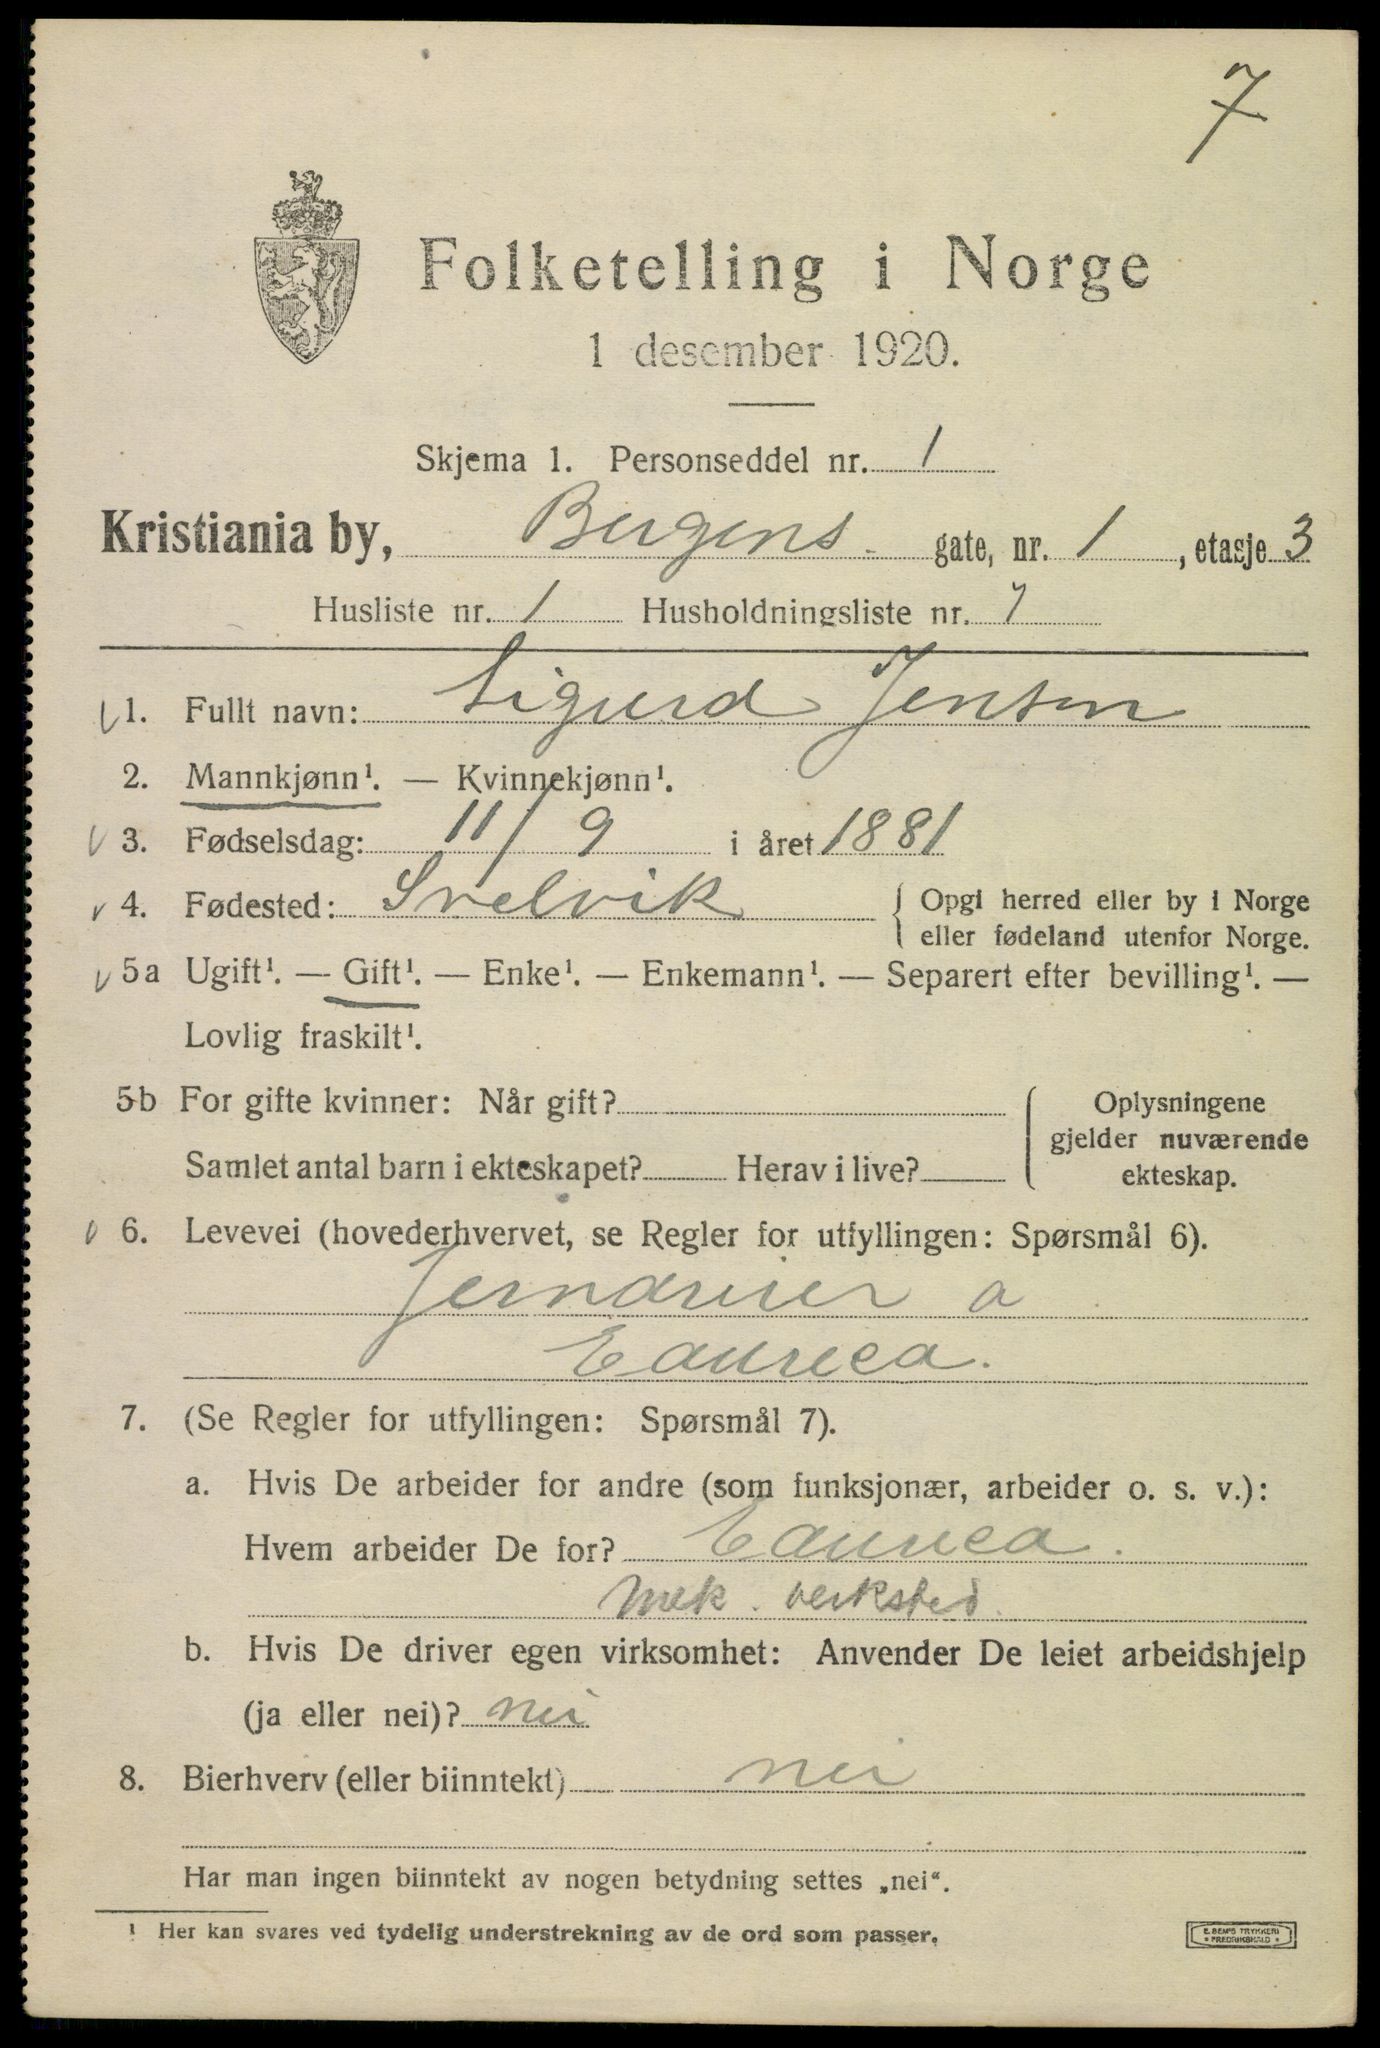 7
Folketelling i Norge
1 desember 1920.
Skjema 1. Personseddel nr. 1
Kristiania by, Bergens gate, nr. 1, etasje 3
Husliste nr. 1 Husholdningsliste nr. 7
1. Fullt navn: Sigurd Jensen
2. Mannkjønn¹. — Kvinnekjønn¹.
3. Fødselsdag: 11/9 i året 1881
4. Fødested: Svelvik { Opgi herred eller by i Norge
eller fødeland utenfor Norge.
5a Ugift¹. — Gift¹. — Enke¹. — Enkemann¹. — Separert efter bevilling¹. —
Lovlig fraskilt¹.
5b For gifte kvinner: Når gift? { Oplysningene
gjelder nuværende
Samlet antal barn i ekteskapet? Herav i live?
ekteskap.
6. Levevei (hovederhvervet, se Regler for utfyllingen: Spørsmål 6).
Jerndreier
7. (Se Regler for utfyllingen: Spørsmål 7).
a. Hvis De arbeider for andre (som funksjonær, arbeider o. s. v.):
Hvem arbeider De for?
Mek. verksted.
b. Hvis De driver egen virksomhet: Anvender De leiet arbeidshjelp
(ja eller nei)? nei
8. Bierhverv (eller biinntekt) nei
Har man ingen biinntekt av nogen betydning settes „nei“.
¹ Her kan svares ved tydelig understrekning av de ord som passer.
E. SEM'S TRYKKERI
• FREDRIKSHALD •